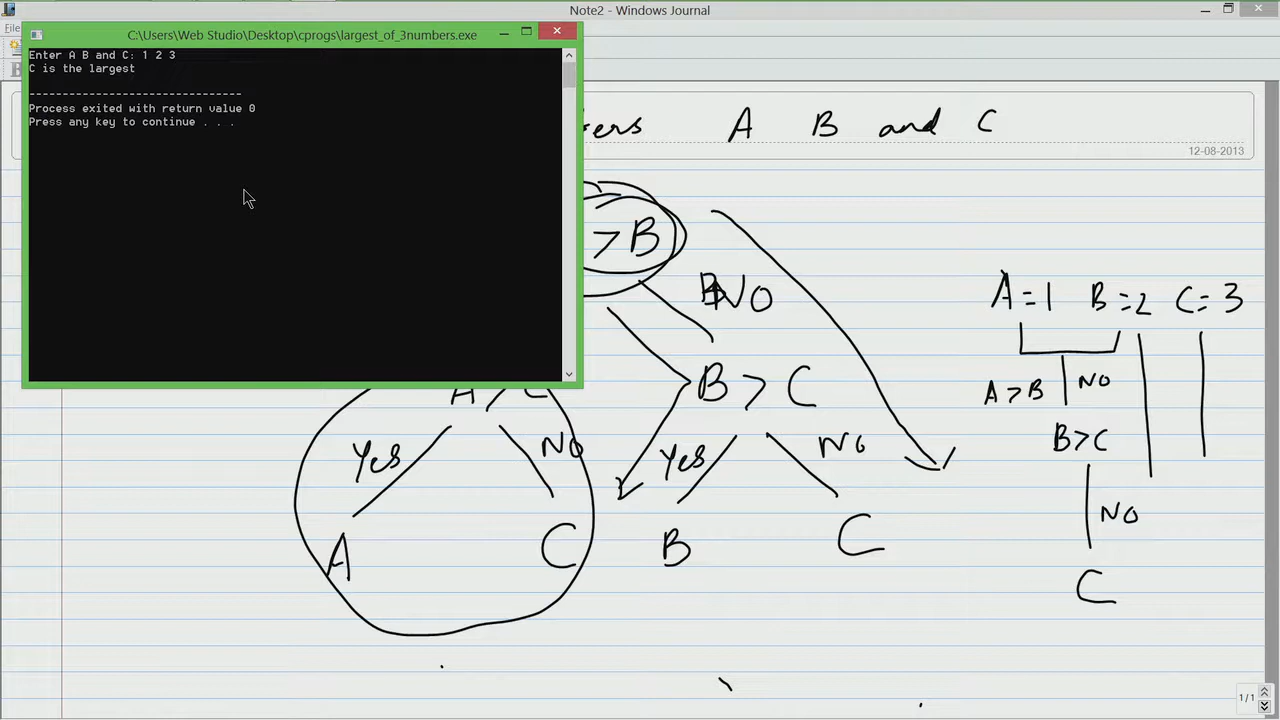 Note2 - Windows Journal
File
C:\Users\Web Studio\Desktop\cprogs\largest_of_3numbers.exe
Enter A B and C: 1 2 3
C is the largest
--------------------------------
Process exited with return value 0
Press any key to continue . . .
A B and C
12-08-2013
> B
NO
A = 1 B = 2 C = 3
A > B NO
B > C
A > C
B > C
Yes NO Yes NO
NO
A C B C
C
1/1